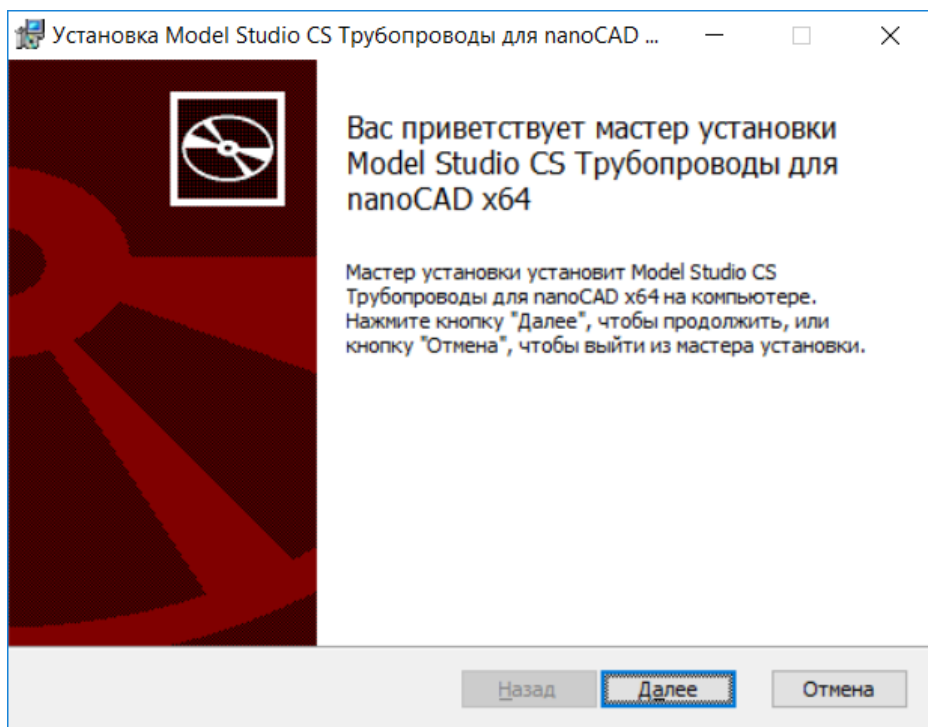 Установка Model Studio CS Трубопроводы для nanoCAD ...
Вас приветствует мастер установки
Model Studio CS Трубопроводы для
nanoCAD x64
Мастер установки установит Model Studio CS
Трубопроводы для nanoCAD x64 на компьютере.
Нажмите кнопку "Далее", чтобы продолжить, или
кнопку "Отмена", чтобы выйти из мастера установки.
Назад
Далее
Отмена